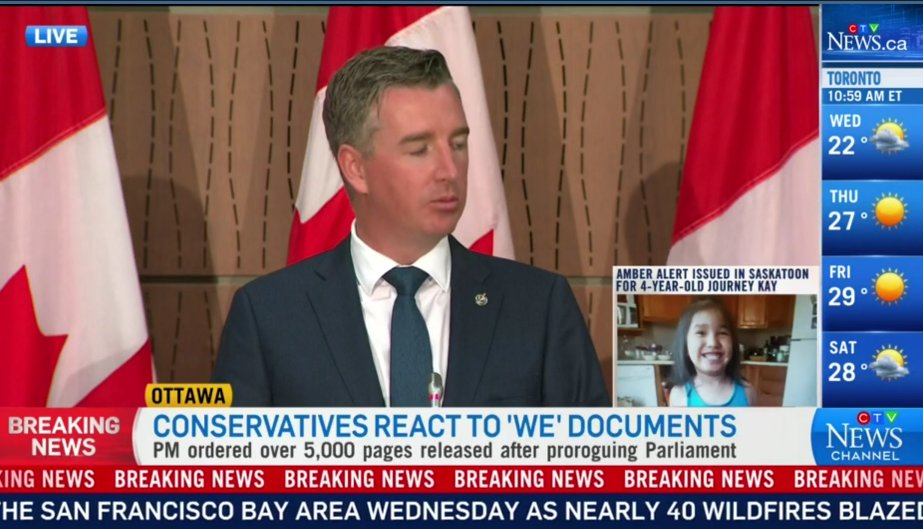 LIVE
CTV
NEWS.ca
TORONTO
10:59 AM ET
WED
22°
THU
27°
FRI
29°
SAT
28°
AMBER ALERT ISSUED IN SASKATOON
FOR 4-YEAR-OLD JOURNEY KAY
OTTAWA
BREAKING
NEWS
CONSERVATIVES REACT TO 'WE' DOCUMENTS
PM ordered over 5,000 pages released after proroguing Parliament
CTV
NEWS
CHANNEL
KING NEWS BREAKING NEWS BREAKING NEWS BREAKING NEWS BREAKING NEWS BREAKING NEWS BREAKING NEW
THE SAN FRANCISCO BAY AREA WEDNESDAY AS NEARLY 40 WILDFIRES BLAZE